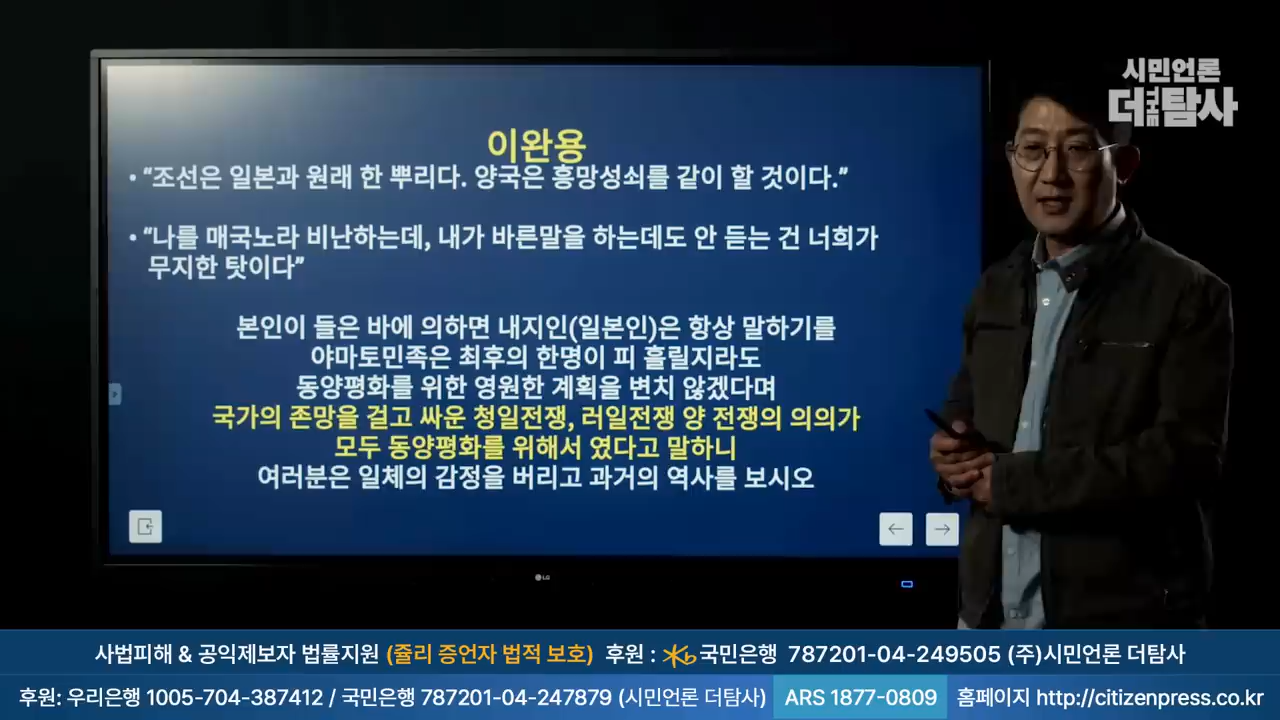 시민언론
더탐사
이완용
• “조선은 일본과 원래 한 뿌리다. 양국은 흥망성쇠를 같이 할 것이다.”
• “나를 매국노라 비난하는데, 내가 바른말을 하는데도 안 듣는 건 너희가
무지한 탓이다”
본인이 들은 바에 의하면 내지인(일본인)은 항상 말하기를
야마토민족은 최후의 한명이 피 흘릴지라도
동양평화를 위한 영원한 계획을 변치 않겠다며
국가의 존망을 걸고 싸운 청일전쟁, 러일전쟁 양 전쟁의 의의가
모두 동양평화를 위해서 였다고 말하니
여러분은 일체의 감정을 버리고 과거의 역사를 보시오
LG
사법피해 & 공익제보자 법률지원 (쥴리 증언자 법적 보호) 후원 : 국민은행 787201-04-249505 (주)시민언론 더탐사
후원: 우리은행 1005-704-387412 / 국민은행 787201-04-247879 (시민언론 더탐사) ARS 1877-0809 홈페이지 http://citizenpress.co.kr